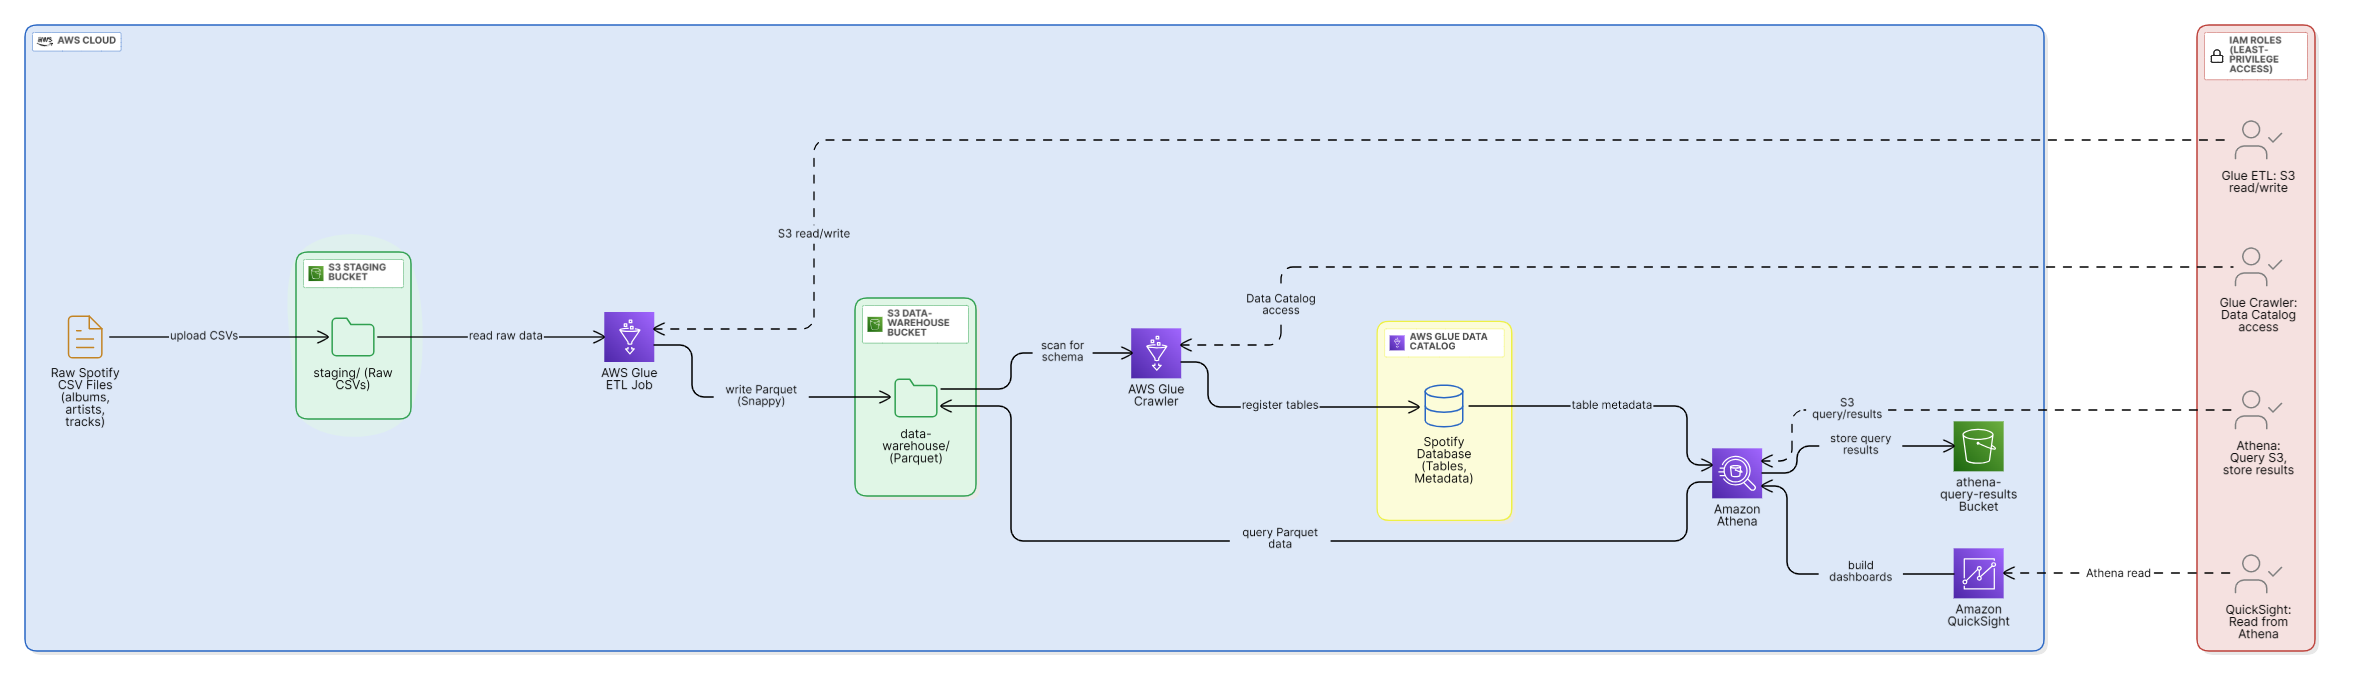 aws AWS CLOUD
IAM ROLES
(LEAST-
PRIVILEGE
ACCESS)
Glue ETL: S3
read/write
S3 read/write
S3 STAGING
BUCKET
Data Catalog
access
Glue Crawler:
Data Catalog
access
upload CSVs
read raw data
Raw Spotify
CSV Files
(albums,
artists,
tracks)
staging/ (Raw
CSVs)
AWS Glue
ETL Job
write Parquet
(Snappy)
S3 DATA-
WAREHOUSE
BUCKET
data-
warehouse/
(Parquet)
scan for
schema
AWS Glue
Crawler
register tables
AWS GLUE DATA
CATALOG
Spotify
Database
(Tables,
Metadata)
table metadata
S3
query/results
store query
results
Amazon
Athena
athena-
query-results
Bucket
Athena:
Query S3,
store results
query Parquet
data
build
dashboards
Amazon
QuickSight
Athena read
QuickSight:
Read from
Athena